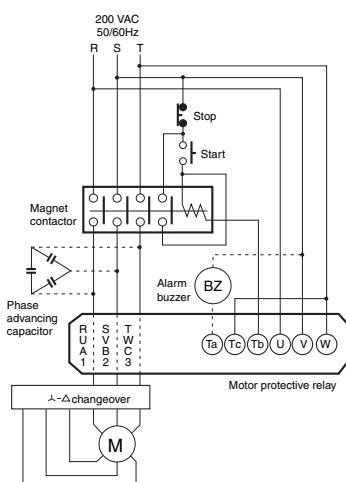 200 VAC
50/60Hz
R S T
Stop
Start
Magnet
contactor
Alarm
buzzer
BZ
Phase
advancing
capacitor
R S T
U V W
A B C
1 2 3
Ta Tc Tb U V W
Motor protective relay
⅄-△changeover
M